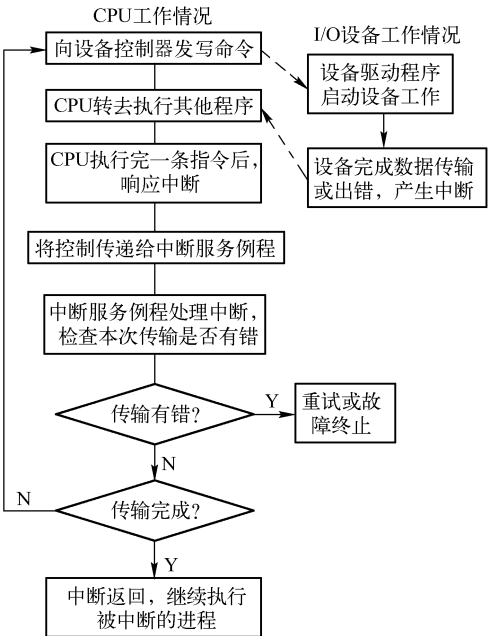 CPU工作情况
I/O设备工作情况
向设备控制器发写命令
设备驱动程序
启动设备工作
CPU转去执行其他程序
CPU执行完一条指令后，
响应中断
设备完成数据传输
或出错，产生中断
将控制传递给中断服务例程
中断服务例程处理中断，
检查本次传输是否有错
传输有错？
Y
重试或故
障终止
N
传输完成？
N
Y
中断返回，继续执行
被中断的进程